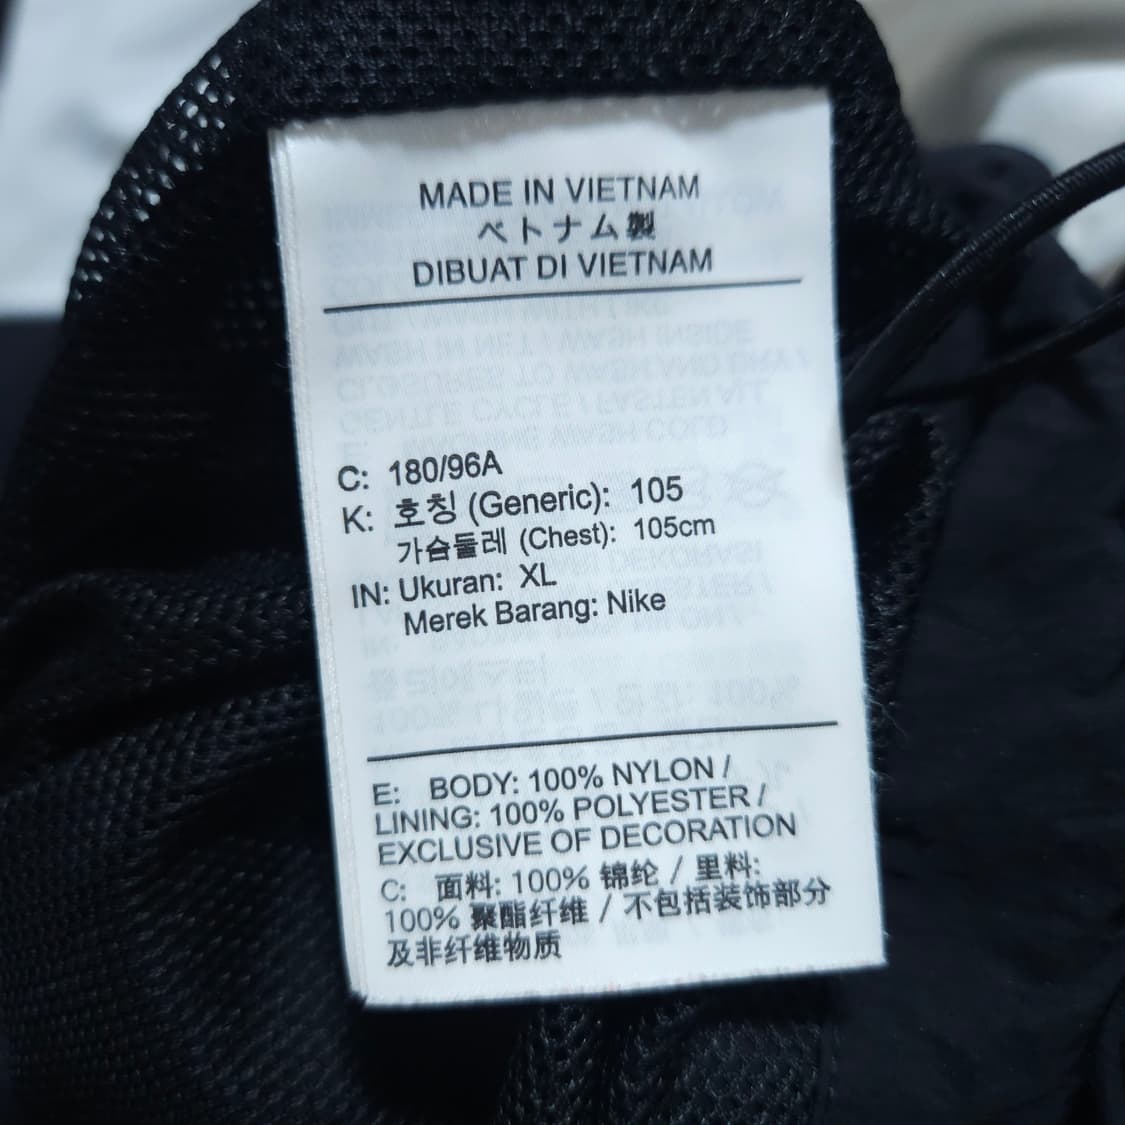 MADE IN VIETNAM
ベトナム製
DIBUAT DI VIETNAM
C: 180/96A
K: 호칭 (Generic): 105
가슴둘레 (Chest): 105cm
IN: Ukuran: XL
Merek Barang: Nike
E: BODY: 100% NYLON /
LINING: 100% POLYESTER /
EXCLUSIVE OF DECORATION
C: 面料: 100% 锦纶 / 里料:
100% 聚酯纤维 / 不包括装饰部分
及非纤维物质